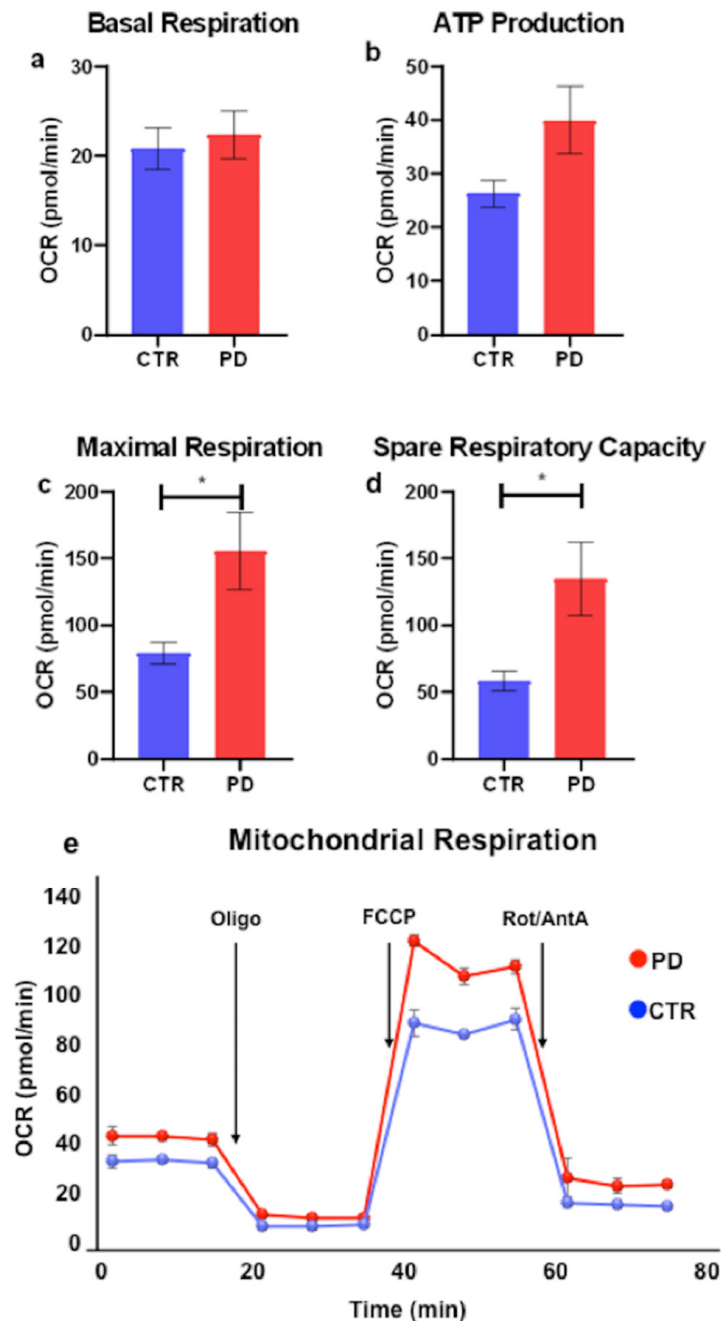 Basal Respiration
a
30
20
10
0
OCR (pmol/min)
CTR PD
ATP Production
b
50
40
30
20
10
0
OCR (pmol/min)
CTR PD
Maximal Respiration
c
200
150
100
50
0
OCR (pmol/min)
*
CTR PD
Spare Respiratory Capacity
d
200
150
100
50
0
OCR (pmol/min)
*
CTR PD
e
Mitochondrial Respiration
140
120
100
80
60
40
20
0
OCR (pmol/min)
Oligo
FCCP
Rot/AntA
PD
CTR
0 20 40 60 80
Time (min)